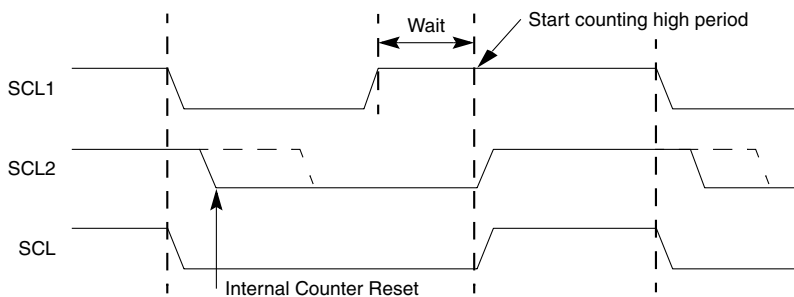 Start counting high period
Wait
SCL1
SCL2
SCL
Internal Counter Reset